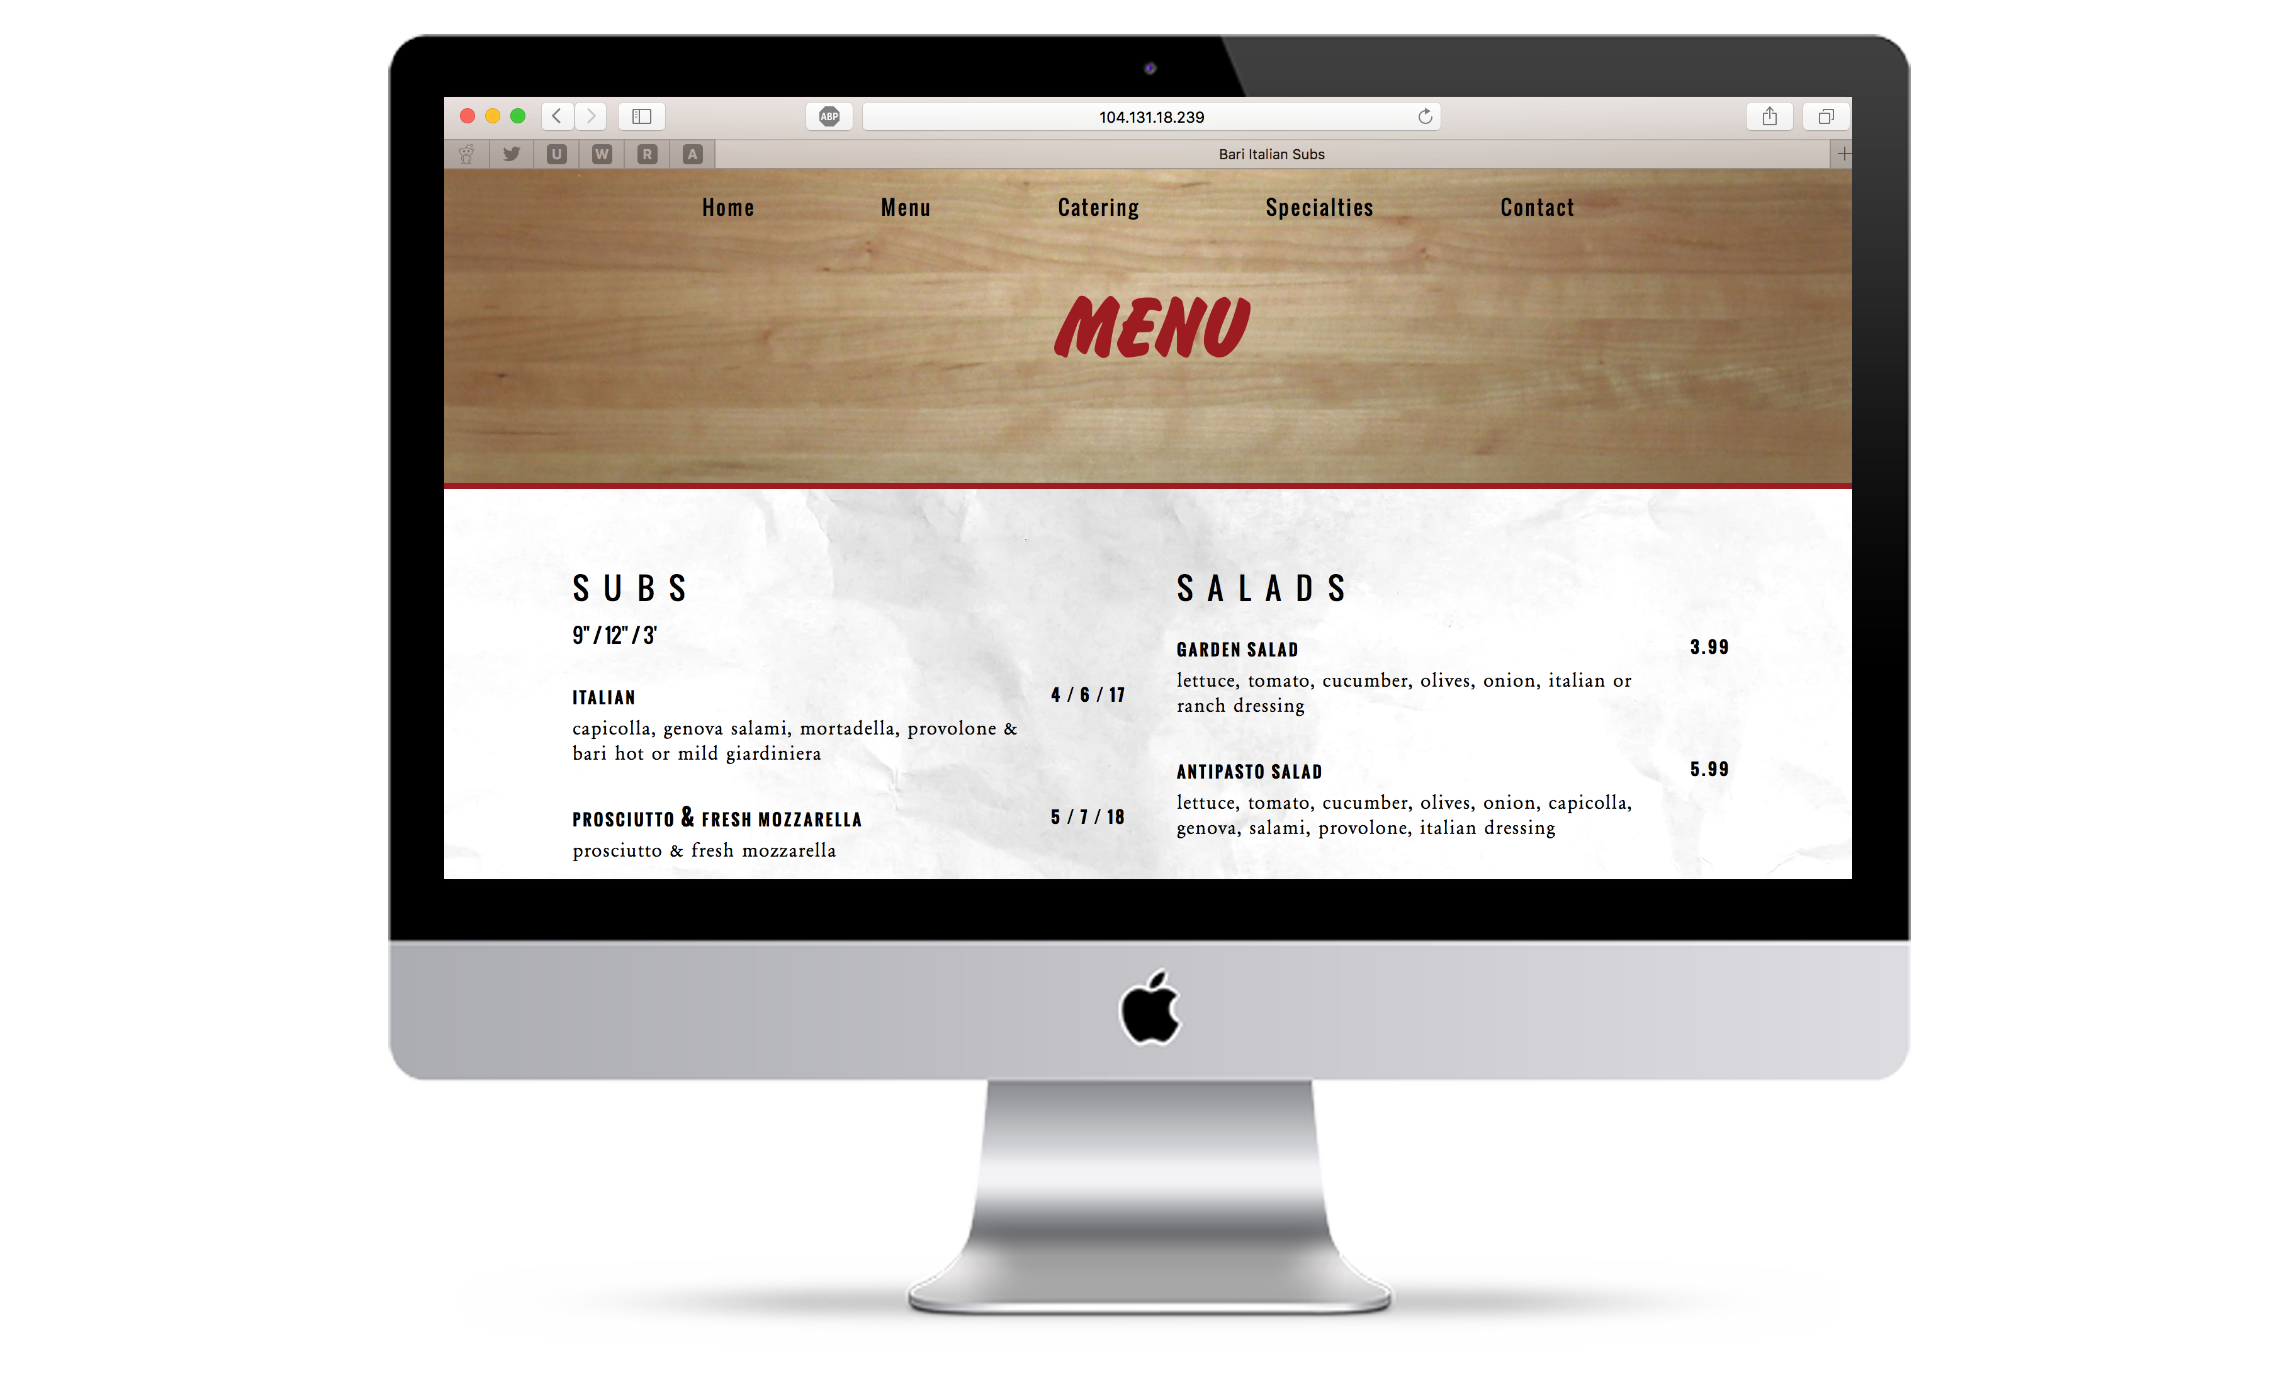 ABP
104.131.18.239
U
W
R
A
Bari Italian Subs
Home
Menu
Catering
Specialties
Contact
MENU
SUBS
9" / 12" / 3'
ITALIAN
4 / 6 / 17
capicolla, genova salami, mortadella, provolone &
bari hot or mild giardiniera
PROSCIUTTO & FRESH MOZZARELLA
5 / 7 / 18
prosciutto & fresh mozzarella
SALADS
GARDEN SALAD
3.99
lettuce, tomato, cucumber, olives, onion, italian or
ranch dressing
ANTIPASTO SALAD
5.99
lettuce, tomato, cucumber, olives, onion, capicolla,
genova, salami, provolone, italian dressing